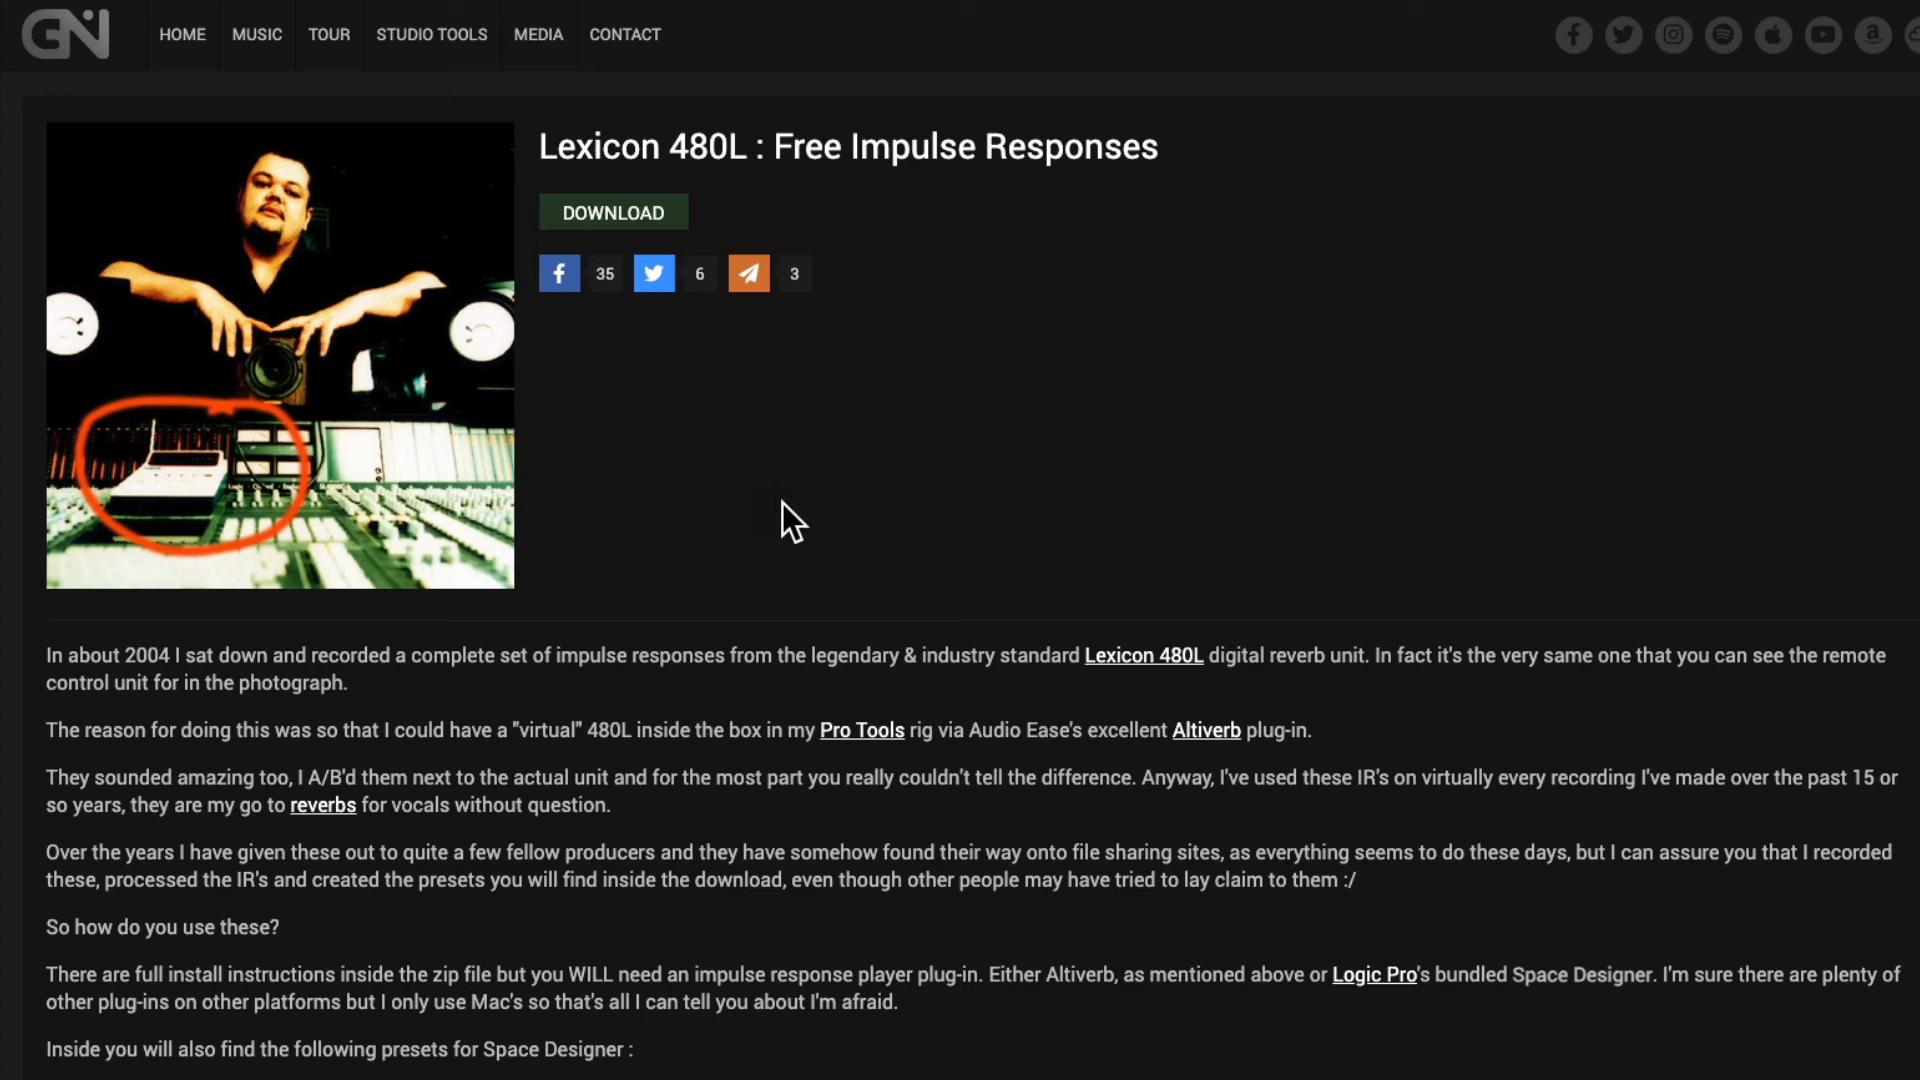 GN
HOME
MUSIC
TOUR
STUDIO TOOLS
MEDIA
CONTACT
Lexicon 480L : Free Impulse Responses
DOWNLOAD
35
6
3
In about 2004 I sat down and recorded a complete set of impulse responses from the legendary & industry standard Lexicon 480L digital reverb unit. In fact it's the very same one that you can see the remote
control unit for in the photograph.
The reason for doing this was so that I could have a "virtual" 480L inside the box in my Pro Tools rig via Audio Ease's excellent Altiverb plug-in.
They sounded amazing too, I A/B'd them next to the actual unit and for the most part you really couldn't tell the difference. Anyway, I've used these IR's on virtually every recording I've made over the past 15 or
so years, they are my go to reverbs for vocals without question.
Over the years I have given these out to quite a few fellow producers and they have somehow found their way onto file sharing sites, as everything seems to do these days, but I can assure you that I recorded
these, processed the IR's and created the presets you will find inside the download, even though other people may have tried to lay claim to them :/
So how do you use these?
There are full install instructions inside the zip file but you WILL need an impulse response player plug-in. Either Altiverb, as mentioned above or Logic Pro's bundled Space Designer. I'm sure there are plenty of
other plug-ins on other platforms but I only use Mac's so that's all I can tell you about I'm afraid.
Inside you will also find the following presets for Space Designer :